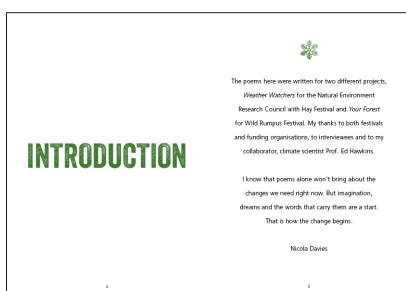 INTRODUCTION
The poems here were written for two different projects,
Weather Watchers for the Natural Environment
Research Council with Hay Festival and Your Forest
for Wild Rumpus Festival. My thanks to both festivals
and funding organisations, to interviewees and to my
collaborator, climate scientist Prof. Ed Hawkins.
I know that poems alone won't bring about the
changes we need right now. But imagination,
dreams and the words that carry them are a start.
That is how the change begins.
Nicola Davies